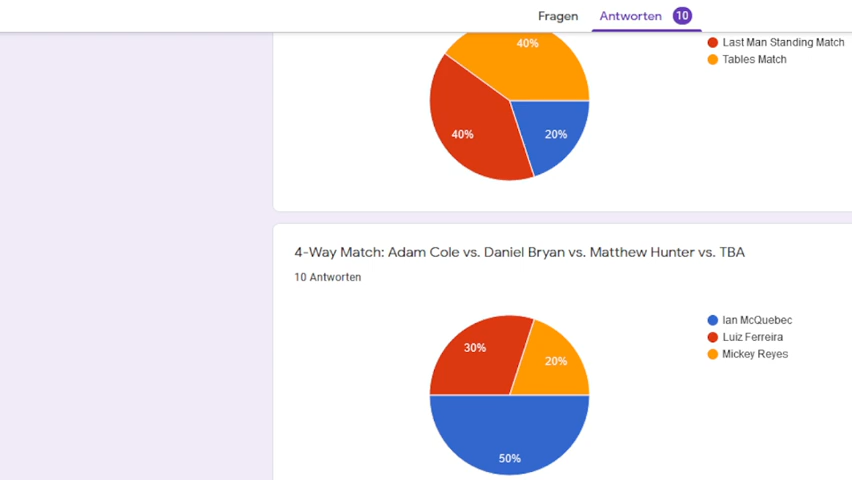 Fragen Antworten 10
40%
Last Man Standing Match
Tables Match
40%
20%
4-Way Match: Adam Cole vs. Daniel Bryan vs. Matthew Hunter vs. TBA
10 Antworten
Ian McQuebec
Luiz Ferreira
Mickey Reyes
30%
20%
50%